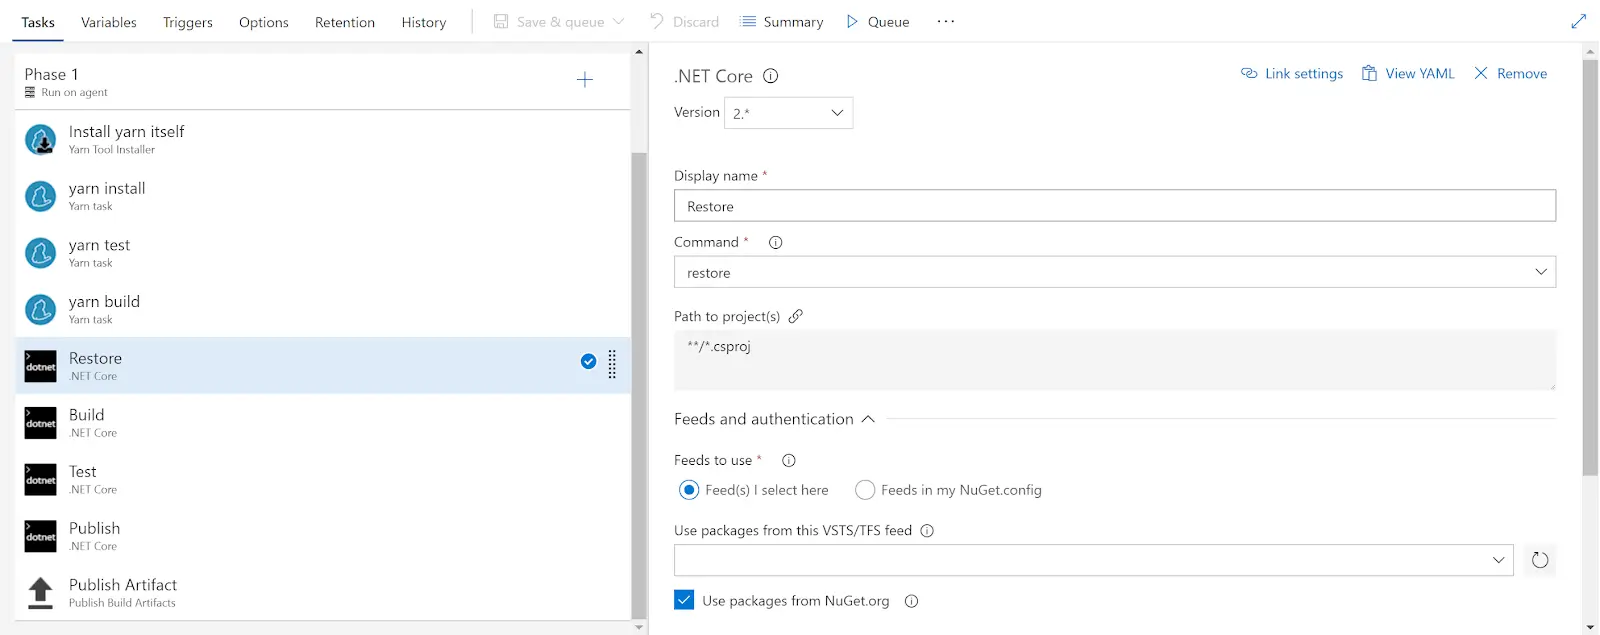 Tasks Variables Triggers Options Retention History Save & queue Discard Summary Queue ...
Phase 1
Run on agent
Install yarn itself
Yarn Tool Installer
yarn install
Yarn task
yarn test
Yarn task
yarn build
Yarn task
dotnet
Restore
.NET Core
dotnet
Build
.NET Core
dotnet
Test
.NET Core
dotnet
Publish
.NET Core
Publish Artifact
Publish Build Artifacts
.NET Core
Link settings View YAML Remove
Version 2.*
Display name *
Restore
Command *
restore
Path to project(s)
**/*.csproj
Feeds and authentication
Feeds to use *
Feed(s) I select here Feeds in my NuGet.config
Use packages from this VSTS/TFS feed
Use packages from NuGet.org